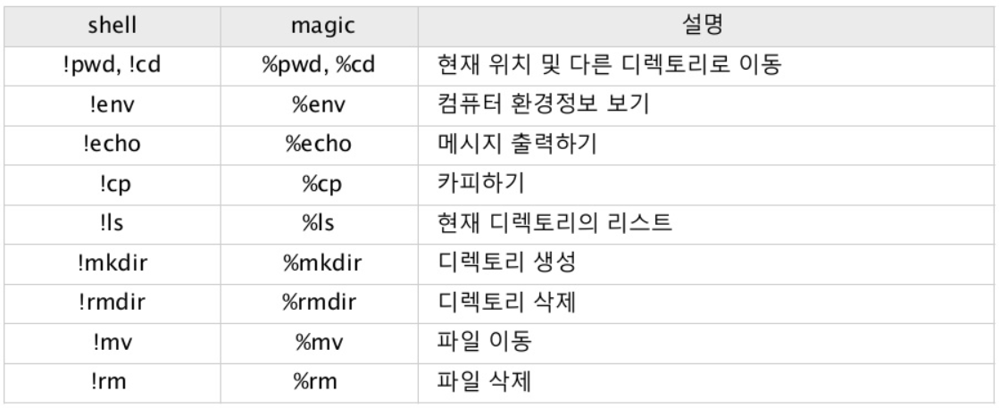 shell magic 설명
!pwd, !cd %pwd, %cd 현재 위치 및 다른 디렉토리로 이동
!env %env 컴퓨터 환경정보 보기
!echo %echo 메시지 출력하기
!cp %cp 카피하기
!ls %ls 현재 디렉토리의 리스트
!mkdir %mkdir 디렉토리 생성
!rmdir %rmdir 디렉토리 삭제
!mv %mv 파일 이동
!rm %rm 파일 삭제